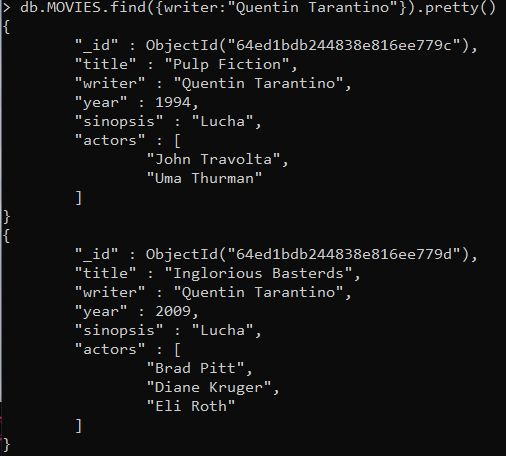 > db.MOVIES.find({writer:"Quentin Tarantino"}).pretty()
{
"_id" : ObjectId("64ed1bdb244838e816ee779c"),
"title" : "Pulp Fiction",
"writer" : "Quentin Tarantino",
"year" : 1994,
"sinopsis" : "Lucha",
"actors" : [
"John Travolta",
"Uma Thurman"
]
}
{
"_id" : ObjectId("64ed1bdb244838e816ee779d"),
"title" : "Inglorious Basterds",
"writer" : "Quentin Tarantino",
"year" : 2009,
"sinopsis" : "Lucha",
"actors" : [
"Brad Pitt",
"Diane Kruger",
"Eli Roth"
]
}